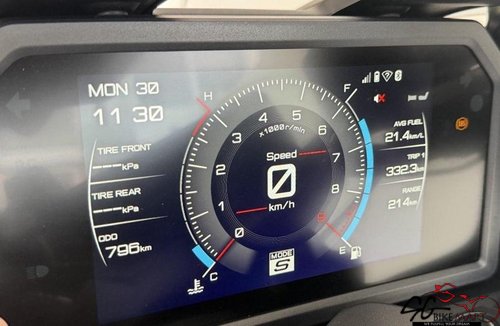 MON 30
11 30
TIRE FRONT
---- kPa
TIRE REAR
---- kPa
ODO
796km
H
C
0
1
2
3
4
5
6
7
8
9
x1000r/min
Speed
0
km/h
MODE
S
F
E
AVG FUEL
21.4km/L
TRIP 1
332.3km
RANGE
214km